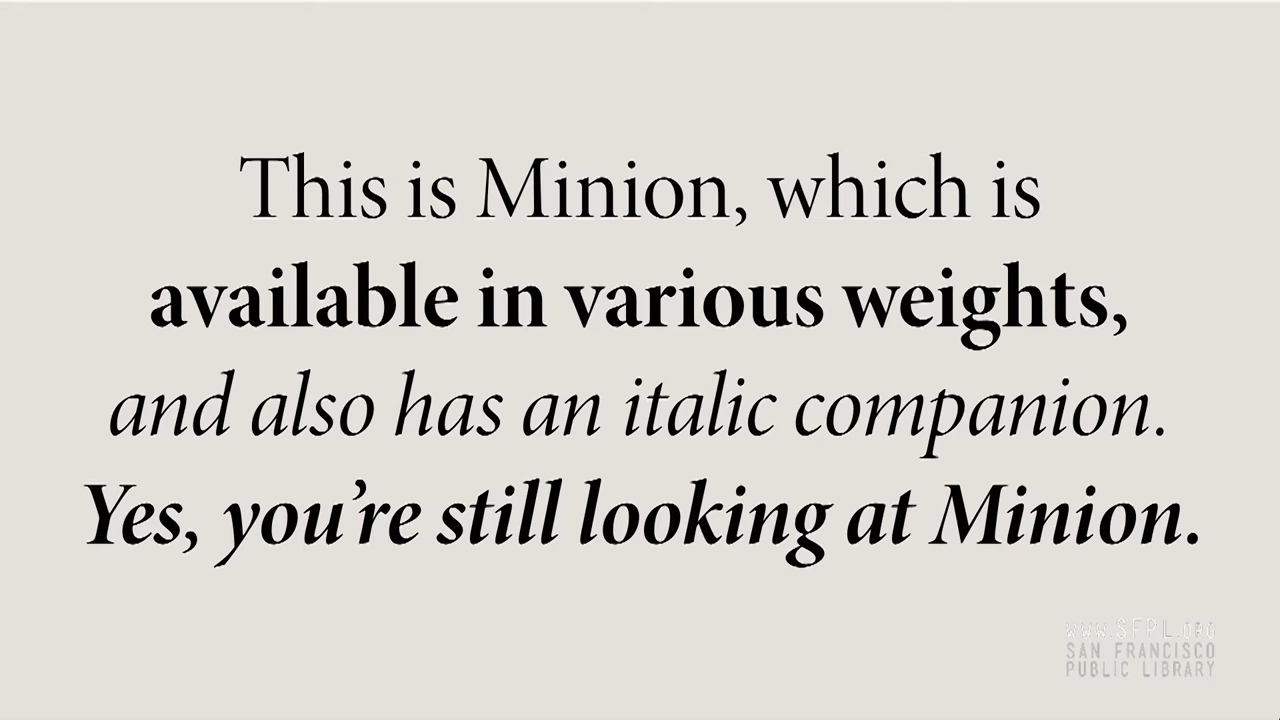 This is Minion, which is
available in various weights,
and also has an italic companion.
Yes, you’re still looking at Minion.
WWW.SFPL.ORG
SAN FRANCISCO
PUBLIC LIBRARY